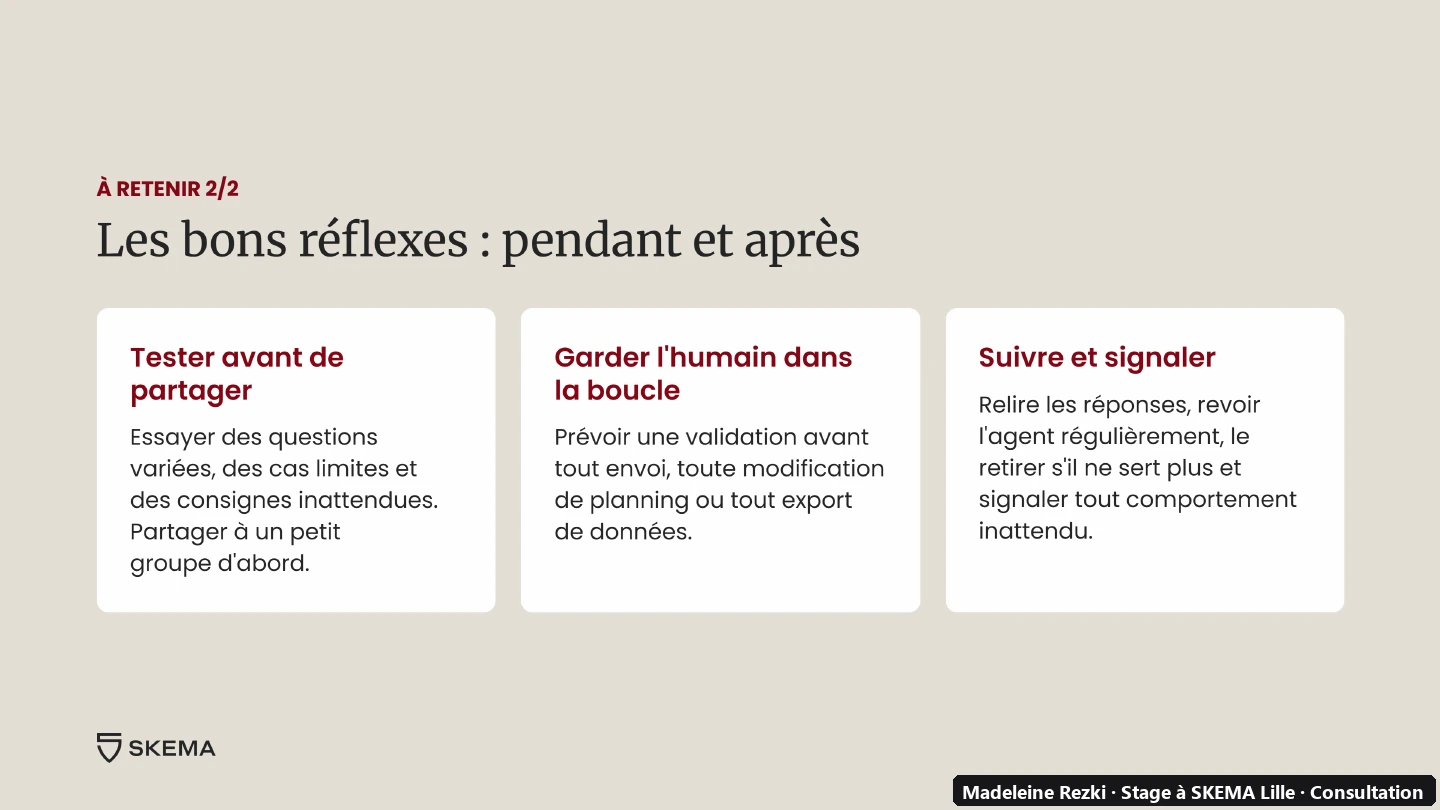 À RETENIR 2/2
Les bons réflexes : pendant et après
Tester avant de
partager
Essayer des questions
variées, des cas limites et
des consignes inattendues.
Partager à un petit
groupe d'abord.
Garder l'humain dans
la boucle
Prévoir une validation avant
tout envoi, toute modification
de planning ou tout export
de données.
Suivre et signaler
Relire les réponses, revoir
l'agent régulièrement, le
retirer s'il ne sert plus et
signaler tout comportement
inattendu.
SKEMA
Madeleine Rezki · Stage à SKEMA Lille · Consultation